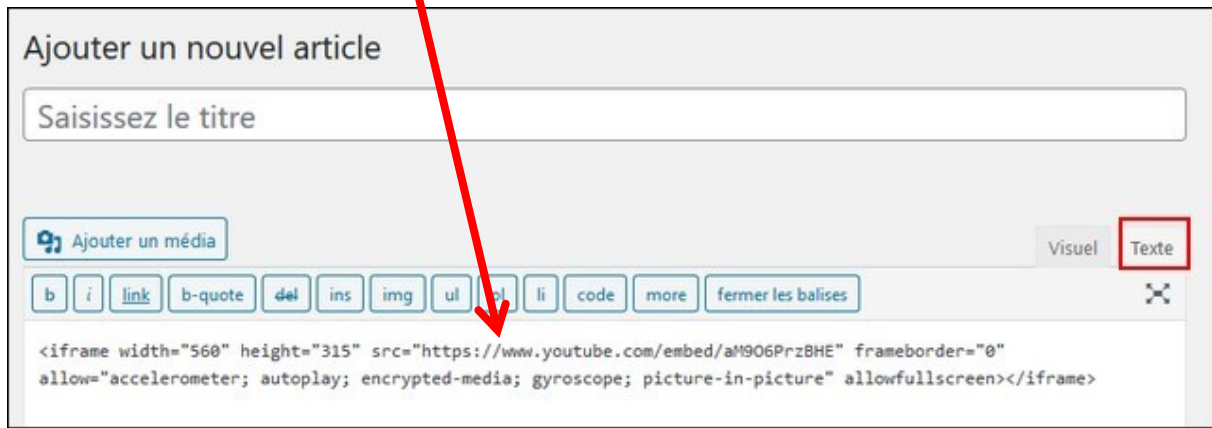 Ajouter un nouvel article
Saisissez le titre
Ajouter un média
Visuel Texte
b i link b-quote del ins img ul ol li code more fermer les balises
<iframe width="560" height="315" src="https://www.youtube.com/embed/aM9O6PrzBHE" frameborder="0"
allow="accelerometer; autoplay; encrypted-media; gyroscope; picture-in-picture" allowfullscreen></iframe>